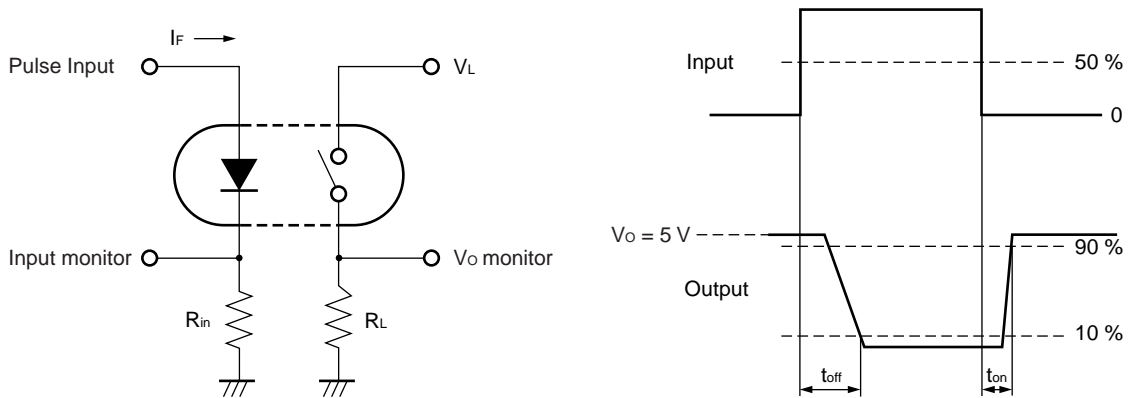 IF
Pulse Input
VL
Input monitor
VO monitor
Rin
RL
Input
50 %
0
VO = 5 V
90 %
Output
10 %
toff
ton